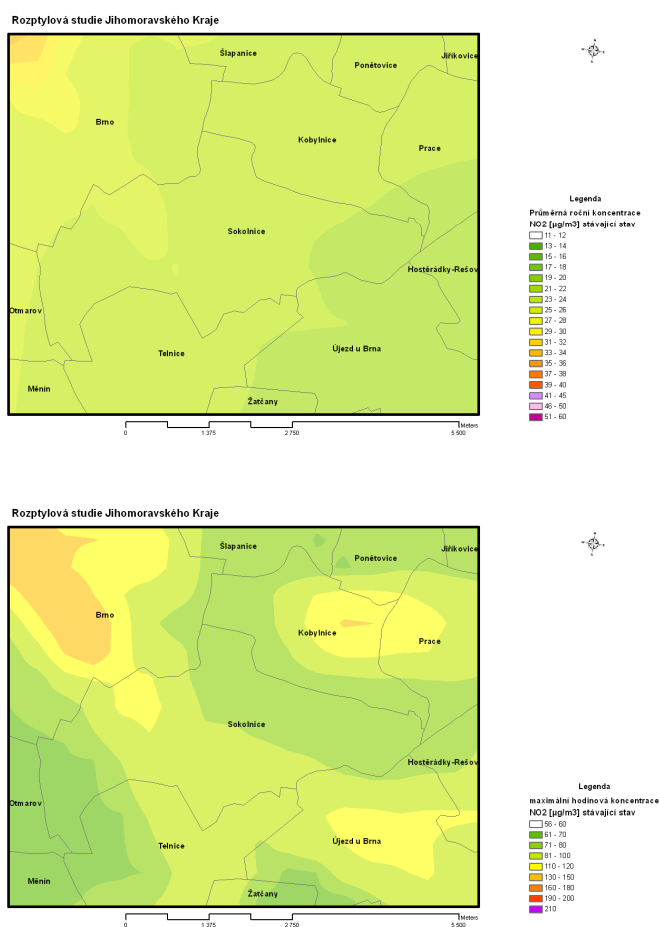 Rozptylová studie Jihomoravského Kraje
Šlapanice
Ponětovice
Jiříkovice
Brno
Kobylnice
Prace
Sokolnice
Hostěrádky-Rešov
Otmarov
Telnice
Újezd u Brna
Měnín
Žatčany
Meters
0 1 375 2 750 5 500
Legenda
Průměrná roční koncentrace
NO2 [µg/m3] stávající stav
11 - 12
13 - 14
15 - 16
17 - 18
19 - 20
21 - 22
23 - 24
25 - 26
27 - 28
29 - 30
31 - 32
33 - 34
35 - 36
37 - 38
39 - 40
41 - 45
46 - 50
51 - 60
Rozptylová studie Jihomoravského Kraje
Šlapanice
Ponětovice
Jiříkovice
Brno
Kobylnice
Prace
Sokolnice
Hostěrádky-Rešov
Otmarov
Telnice
Újezd u Brna
Měnín
Žatčany
Meters
0 1 375 2 750 5 500
Legenda
maximální hodinová koncentrace
NO2 [µg/m3] stávající stav
56 - 60
61 - 70
71 - 80
81 - 100
110 - 120
130 - 150
160 - 180
190 - 200
210